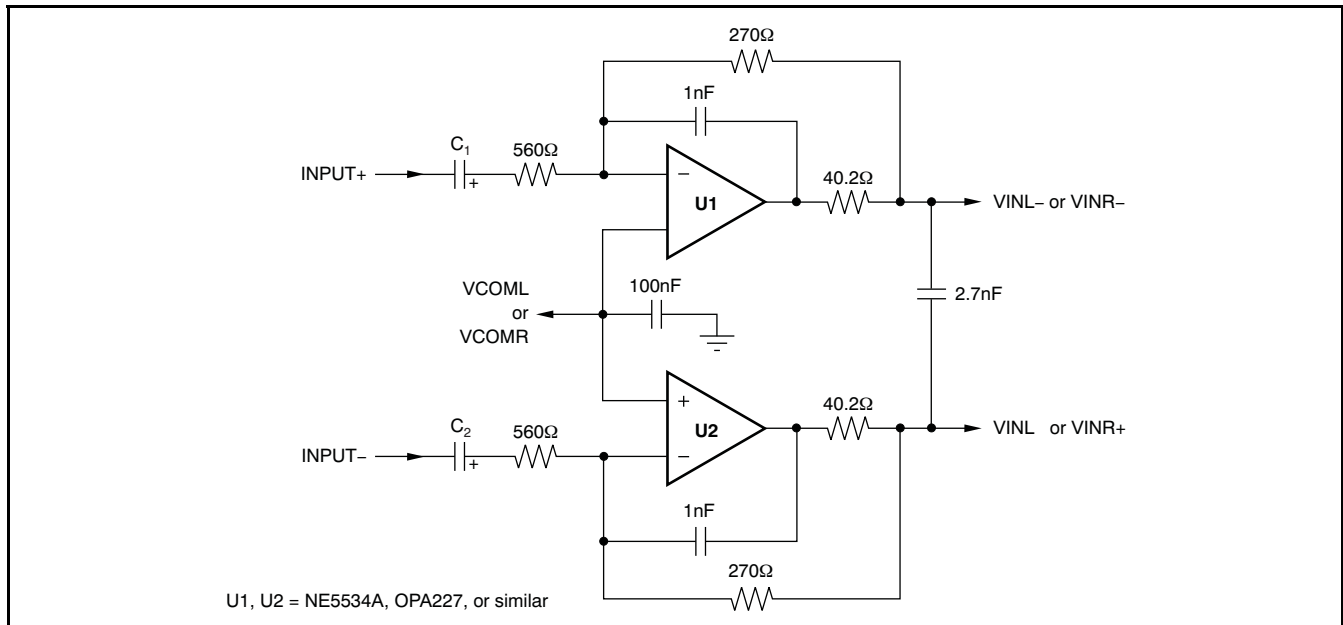 270Ω
1nF
C1
560Ω
INPUT+
+
−
U1
40.2Ω
VINL− or VINR−
VCOML
or
VCOMR
100nF
2.7nF
+
U2
−
40.2Ω
VINL or VINR+
C2
560Ω
INPUT−
+
1nF
270Ω
U1, U2 = NE5534A, OPA227, or similar